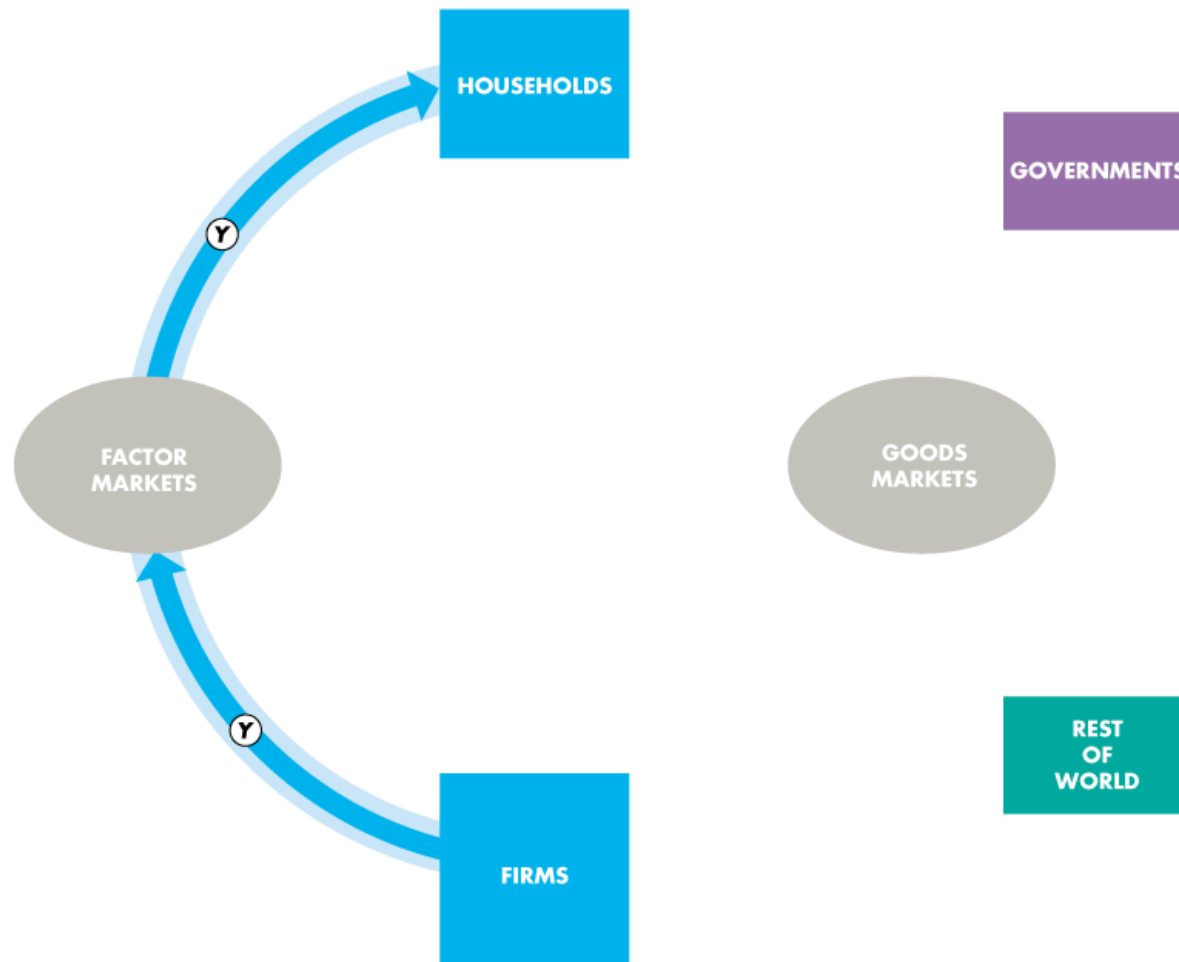 HOUSEHOLDS
GOVERNMENTS
Y
FACTOR
MARKETS
GOODS
MARKETS
Y
REST
OF
WORLD
FIRMS